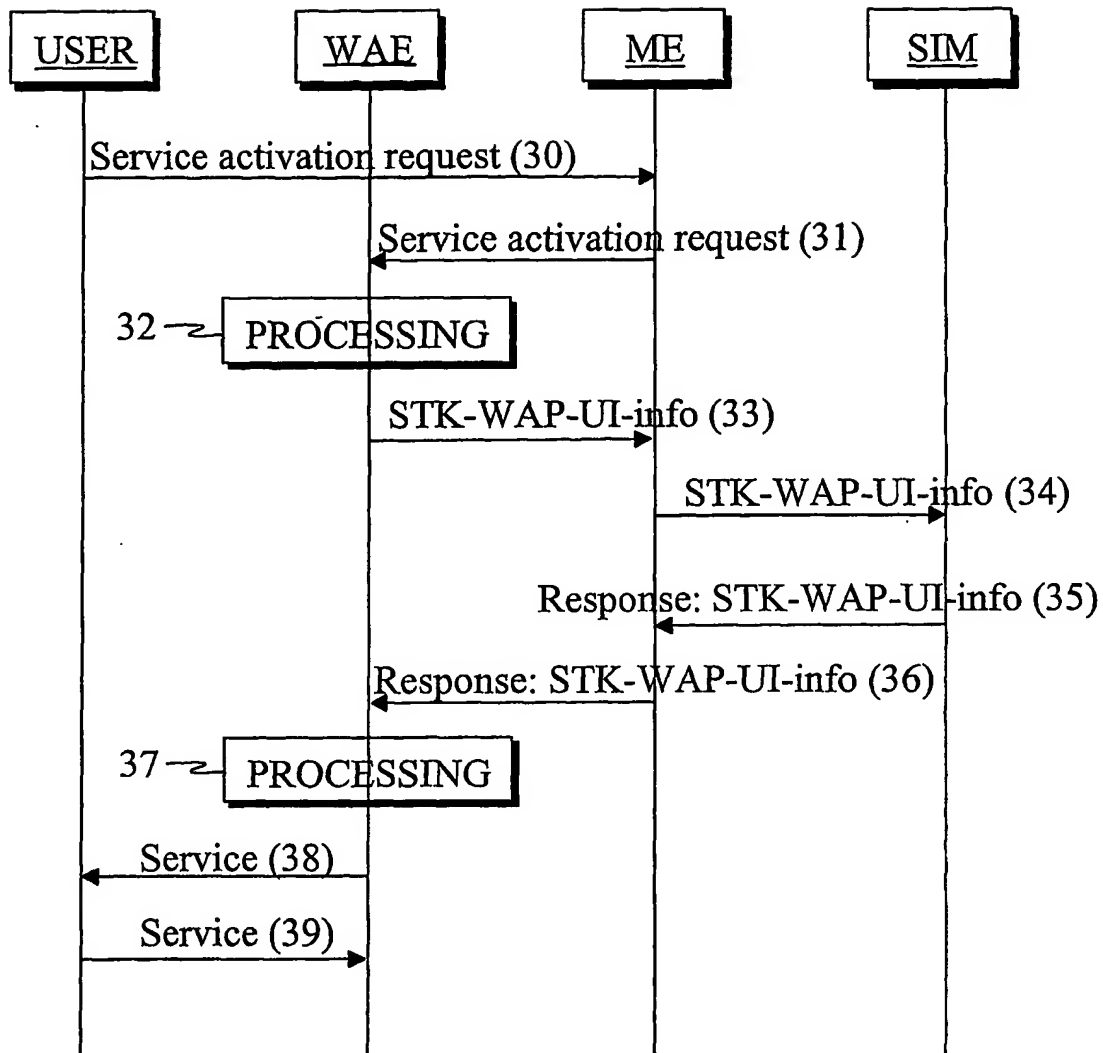 USER WAE ME SIM
Service activation request (30)
Service activation request (31)
32 PROCESSING
STK-WAP-UI-info (33)
STK-WAP-UI-info (34)
Response: STK-WAP-UI-info (35)
Response: STK-WAP-UI-info (36)
37 PROCESSING
Service (38)
Service (39)